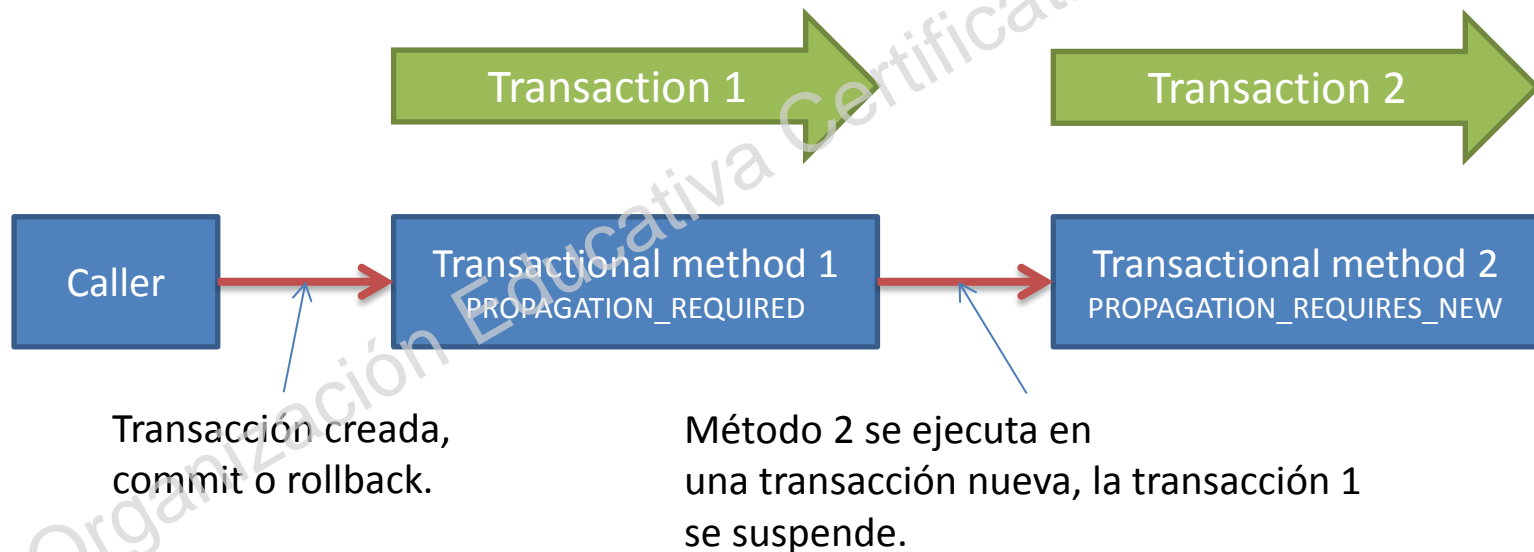 Transaction 1
Transaction 2
Caller
Transactional method 1
PROPAGATION_REQUIRED
Transactional method 2
PROPAGATION_REQUIRES_NEW
Transacción creada,
commit o rollback.
Método 2 se ejecuta en
una transacción nueva, la transacción 1
se suspende.
Organización Educativa